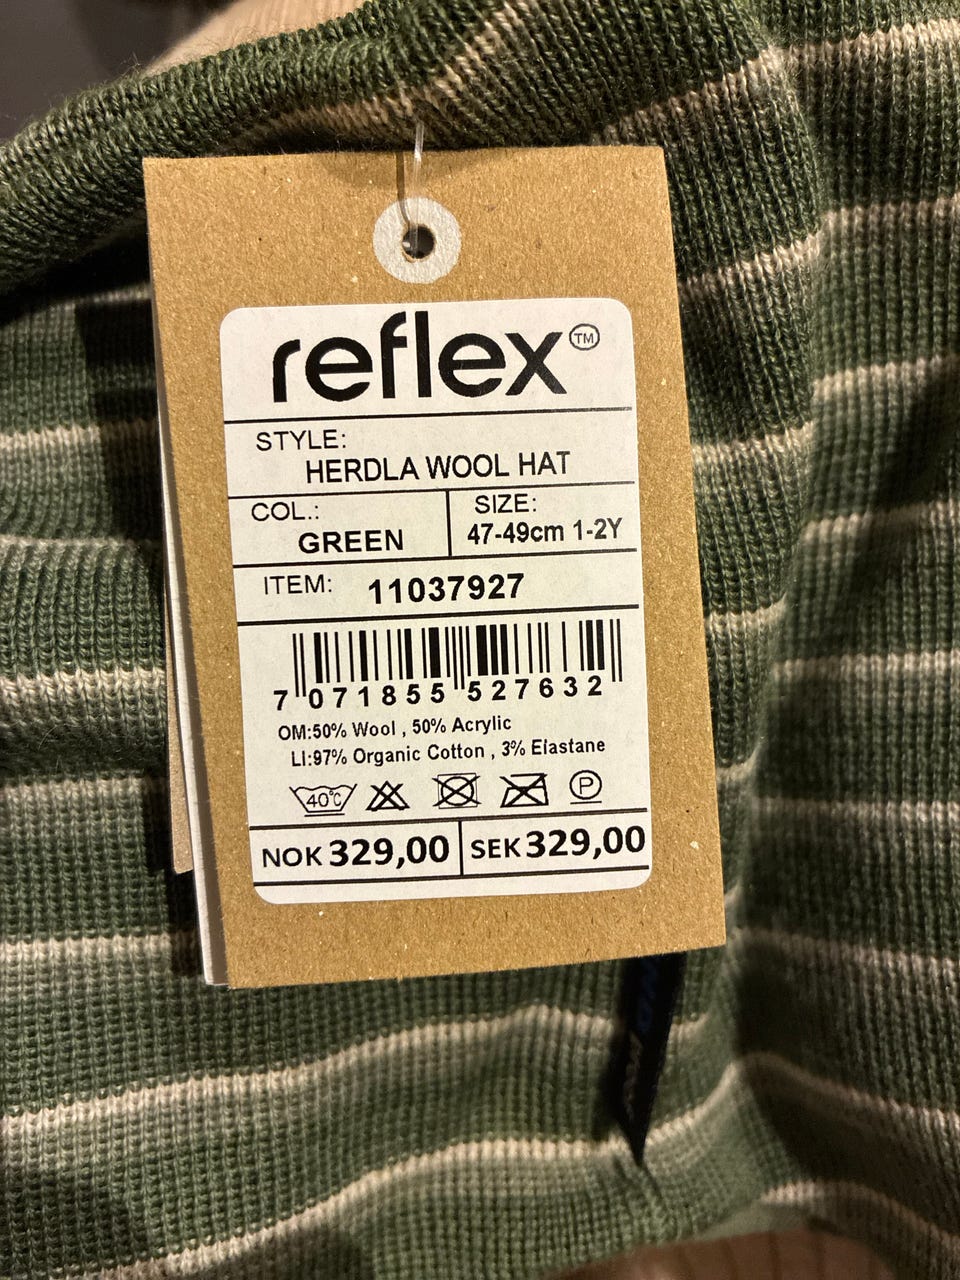 reflex™
STYLE:
HERDLA WOOL HAT
COL.:
GREEN
SIZE:
47-49cm 1-2Y
ITEM: 11037927
7 071855 527632
OM:50% Wool , 50% Acrylic
LI:97% Organic Cotton , 3% Elastane
40°C
P
NOK 329,00
SEK 329,00